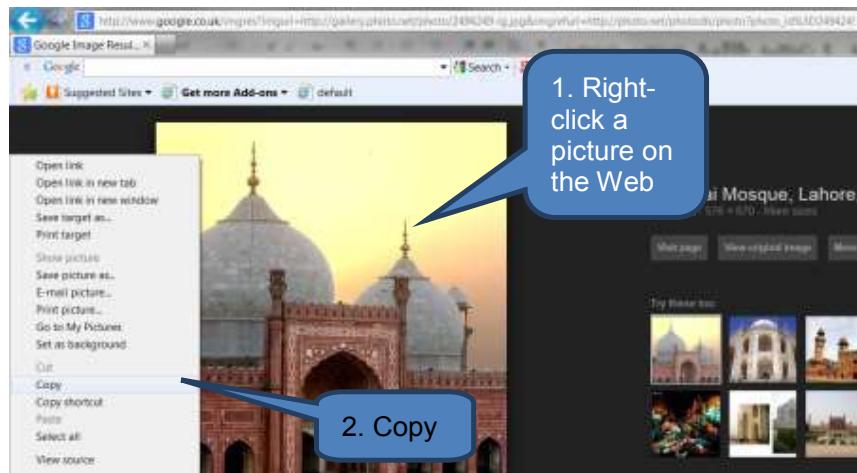 Google Image Resul...
Google
Search
Suggested Sites
Get more Add-ons
default
1. Right-
click a
picture on
the Web
Open link
Open link in new tab
Open link in new window
Save target as...
Print target
Show picture
Save picture as...
E-mail picture...
Print picture...
Go to My Pictures
Set as background
Cut
Copy
Copy shortcut
Paste
Select all
View source
2. Copy
ai Mosque, Lahore
Visit page
View original image
More
Try these too: